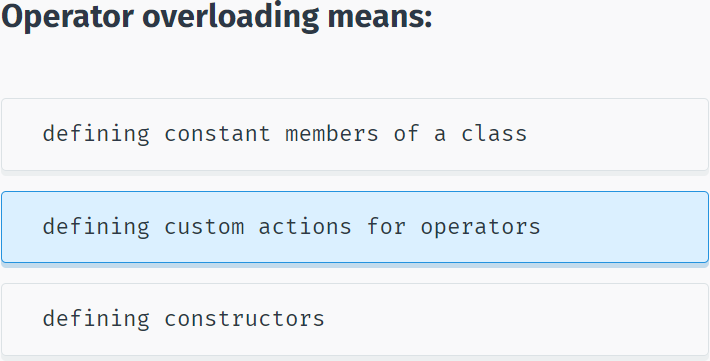 Operator overloading means:
defining constant members of a class
defining custom actions for operators
defining constructors